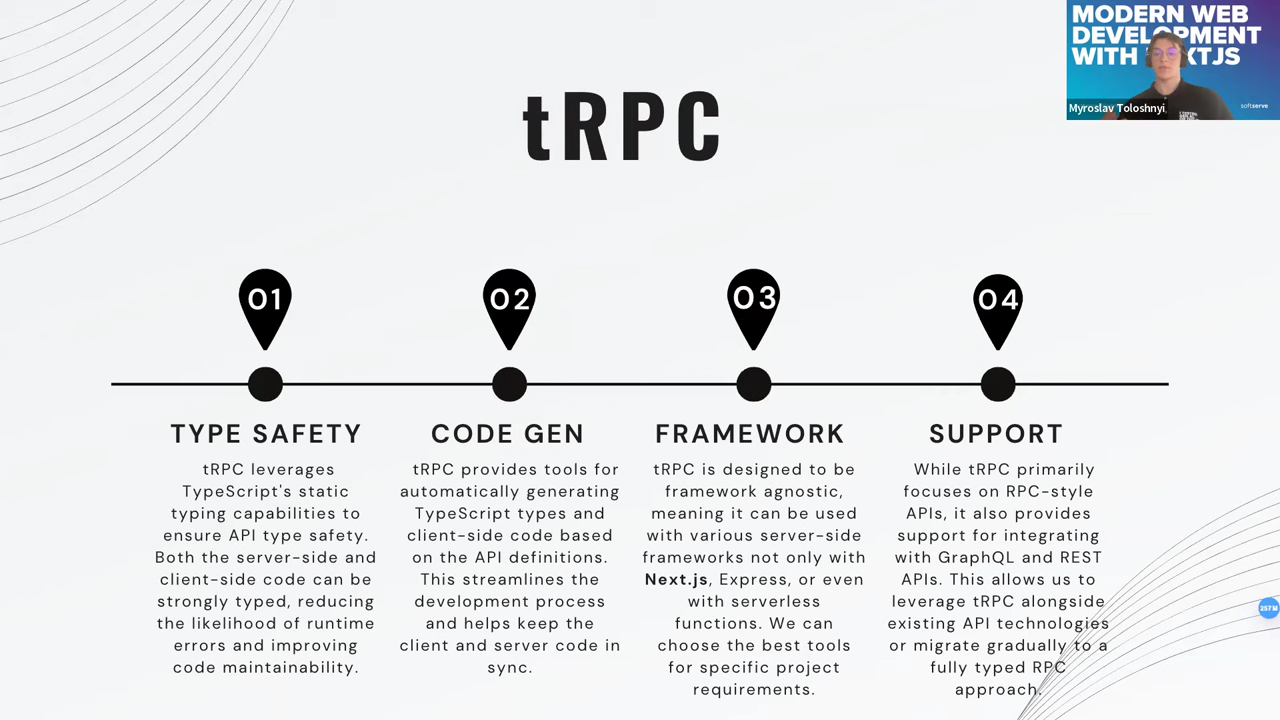 MODERN WEB
DEVELOPMENT
WITH
Myroslav Toloshnyi
softserve
tRPC
01
02
03
04
TYPE SAFETY
tRPC leverages
TypeScript's static
typing capabilities to
ensure API type safety.
Both the server-side and
client-side code can be
strongly typed, reducing
the likelihood of runtime
errors and improving
code maintainability.
CODE GEN
tRPC provides tools for
automatically generating
TypeScript types and
client-side code based
on the API definitions.
This streamlines the
development process
and helps keep the
client and server code in
sync.
FRAMEWORK
tRPC is designed to be
framework agnostic,
meaning it can be used
with various server-side
frameworks not only with
Next.js, Express, or even
with serverless
functions. We can
choose the best tools
for specific project
requirements.
SUPPORT
While tRPC primarily
focuses on RPC-style
APIs, it also provides
support for integrating
with GraphQL and REST
APIs. This allows us to
leverage tRPC alongside
existing API technologies
or migrate gradually to a
fully typed RPC
approach.
257M